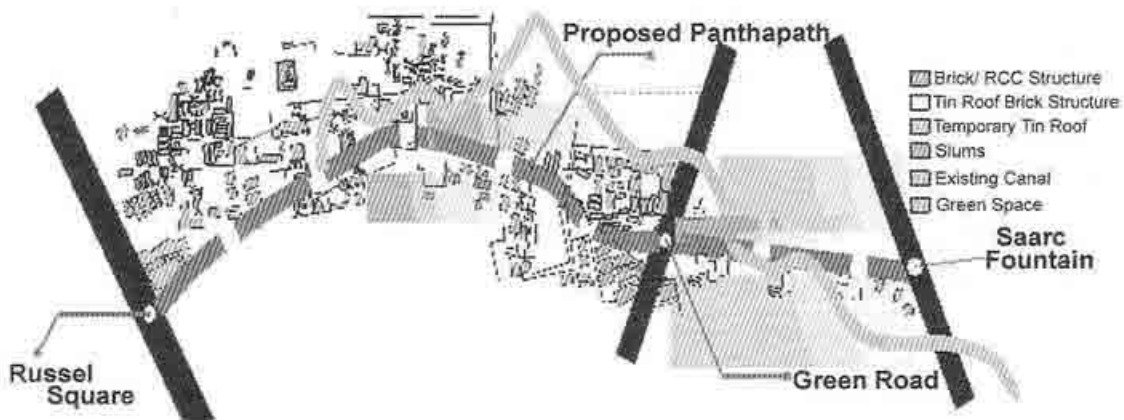 Proposed Panthapath
Brick/ RCC Structure
Tin Roof Brick Structure
Temporary Tin Roof
Slums
Existing Canal
Green Space
Saarc
Fountain
Russel
Square
Green Road